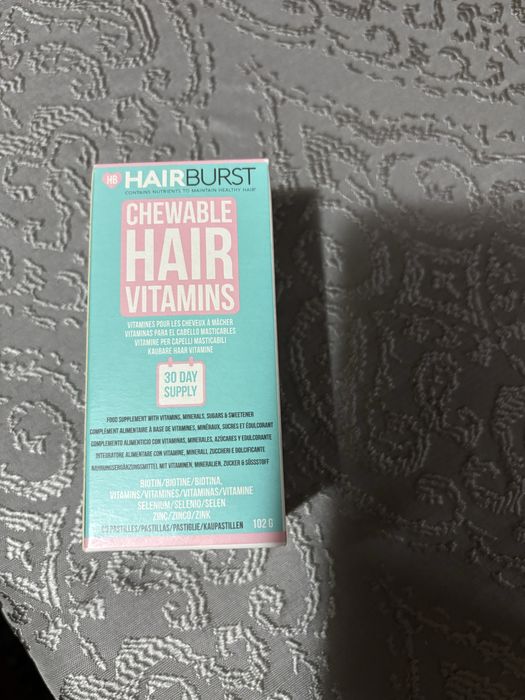 HB HAIRBURST
CONTAINS NUTRIENTS TO MAINTAIN HEALTHY HAIR*
CHEWABLE
HAIR
VITAMINS
VITAMINES POUR LES CHEVEUX À MÂCHER
VITAMINAS PARA EL CABELLO MASTICABLES
VITAMINE PER CAPELLI MASTICABILI
KAUBARE HAAR VITAMINE
30 DAY
SUPPLY
FOOD SUPPLEMENT WITH VITAMINS, MINERALS, SUGARS & SWEETENER
COMPLÉMENT ALIMENTAIRE À BASE DE VITAMINES, MINÉRAUX, SUCRES ET ÉDULCORANT
COMPLEMENTO ALIMENTICIO CON VITAMINAS, MINERALES, AZÚCARES Y EDULCORANTE
INTEGRATORE ALIMENTARE CON VITAMINE, MINERALI, ZUCCHERI E DOLCIFICANTE
NAHRUNGSERGÄNZUNGSMITTEL MIT VITAMINEN, MINERALIEN, ZUCKER & SÜSSSTOFF
BIOTIN/BIOTINE/BIOTINA,
VITAMINS/VITAMINES/VITAMINAS/VITAMINE
SELENIUM/SELENIO/SELEN
ZINC/ZINCO/ZINK
PASTILLES/PASTILLAS/PASTIGLIE/KAUPASTILLEN 102 G